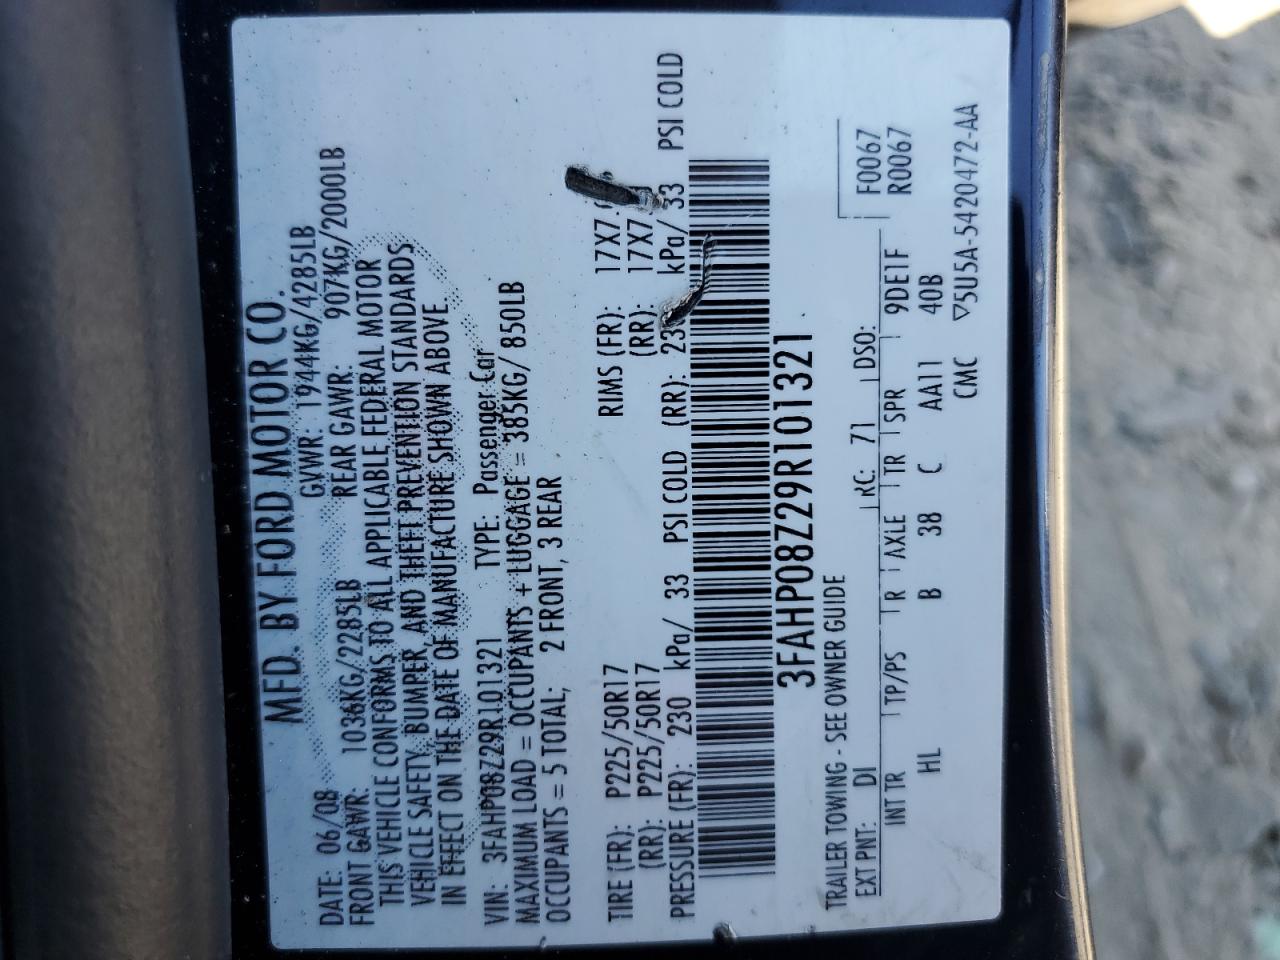 MFD. BY FORD MOTOR CO.
DATE: 06/08 GVWR: 1944KG/4285LB
FRONT GAWR: 1036KG/2285LB REAR GAWR: 907KG/2000LB
THIS VEHICLE CONFORMS TO ALL APPLICABLE FEDERAL MOTOR
VEHICLE SAFETY, BUMPER, AND THEFT PREVENTION STANDARDS
IN EFFECT ON THE DATE OF MANUFACTURE SHOWN ABOVE
VIN: 3FAHP08Z29R101321 TYPE: Passenger Car
MAXIMUM LOAD = OCCUPANTS + LUGGAGE = 385KG/ 850LB
OCCUPANTS = 5 TOTAL; 2 FRONT, 3 REAR
TIRE (FR): P225/50R17 RIMS (FR): 17X7.
(RR): P225/50R17 (RR): 17X7
PRESSURE (FR): 230 kPa/ 33 PSI COLD (RR): kPa/ 33 PSI COLD
3FAHP08Z29R101321
TRAILER TOWING - SEE OWNER GUIDE F0067
R0067
EXT PNT: DI RC: 71 DSO:
INT TR TP/PS R AXLE TR SPR 9DE1F
HL B 38 C AA11 40B
CMC ▽5U5A-5420472-AA